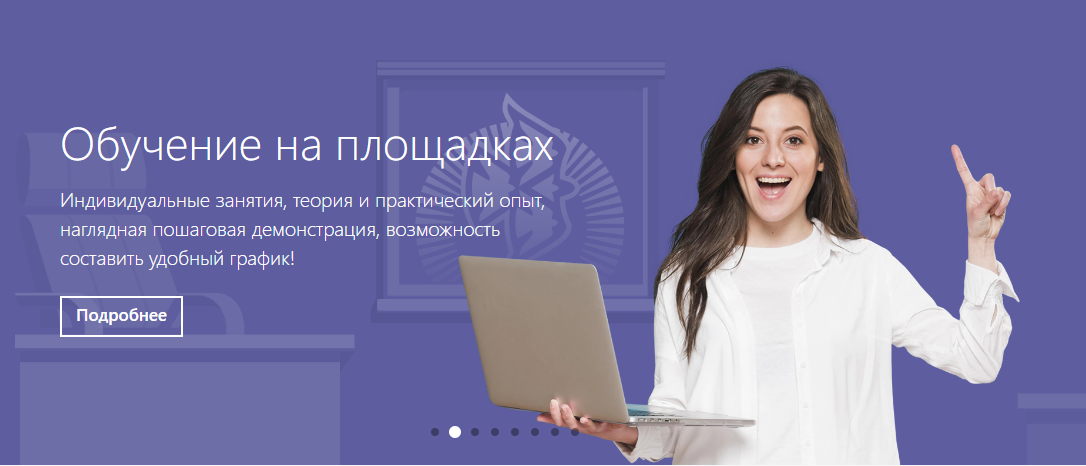 Обучение на площадках
Индивидуальные занятия, теория и практический опыт,
наглядная пошаговая демонстрация, возможность
составить удобный график!
Подробнее